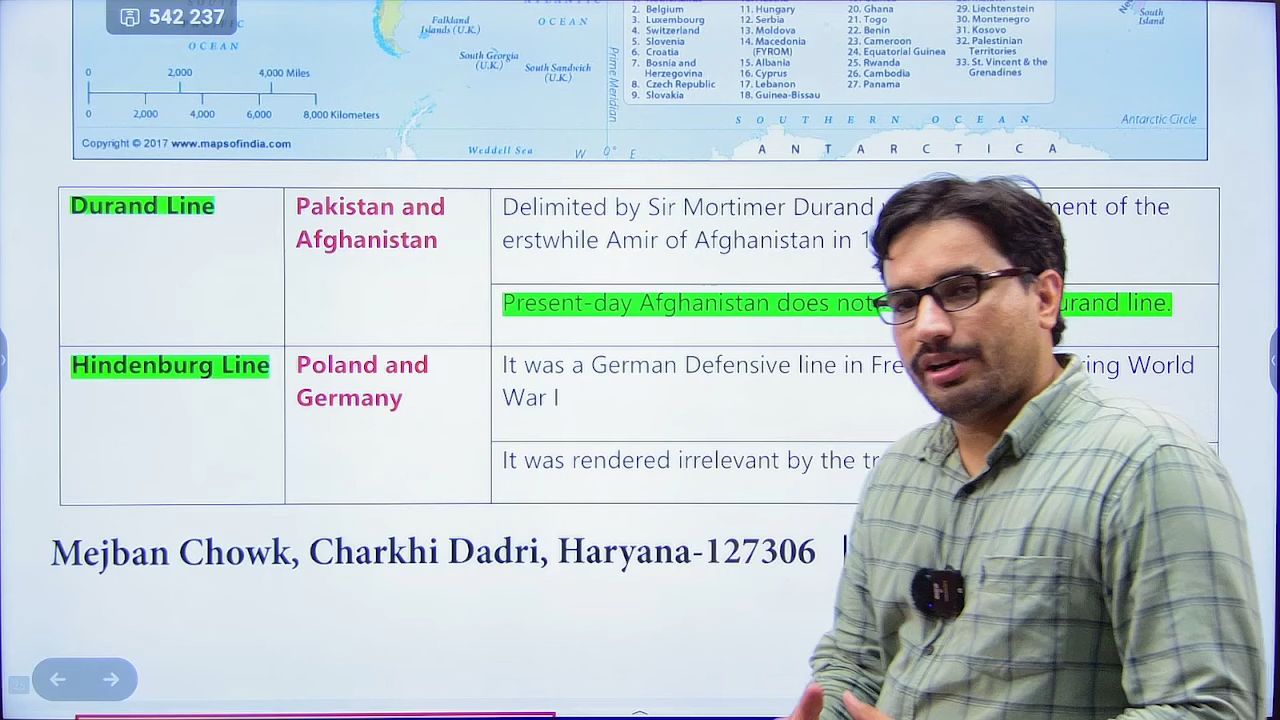 542 237
OCEAN
0 2,000 4,000 Miles
0 2,000 4,000 6,000 8,000 Kilometers
Copyright © 2017 www.mapsofindia.com
Falkland
Islands (U.K.)
OCEAN
South Georgia
(U.K.)
South Sandwich
(U.K.)
Prime Meridian
Weddell Sea
W 0° E
2. Belgium
3. Luxembourg
4. Switzerland
5. Slovenia
6. Croatia
7. Bosnia and
Herzegovina
8. Czech Republic
9. Slovakia
11. Hungary
12. Serbia
13. Moldova
14. Macedonia
(FYROM)
15. Albania
16. Cyprus
17. Lebanon
18. Guinea-Bissau
20. Ghana
21. Togo
22. Benin
23. Cameroon
24. Equatorial Guinea
25. Rwanda
26. Cambodia
27. Panama
29. Liechtenstein
30. Montenegro
31. Kosovo
32. Palestinian
Territories
33. St. Vincent & the
Grenadines
South
Island
SOUTHERN OCEAN
Antarctic Circle
ANTARCTICA
Durand Line
Pakistan and
Afghanistan
Delimited by Sir Mortimer Durand of the
erstwhile Amir of Afghanistan in
Present-day Afghanistan does not line.
Hindenburg Line
Poland and
Germany
It was a German Defensive line in World
War I
It was rendered irrelevant by the
Mejban Chowk, Charkhi Dadri, Haryana-127306